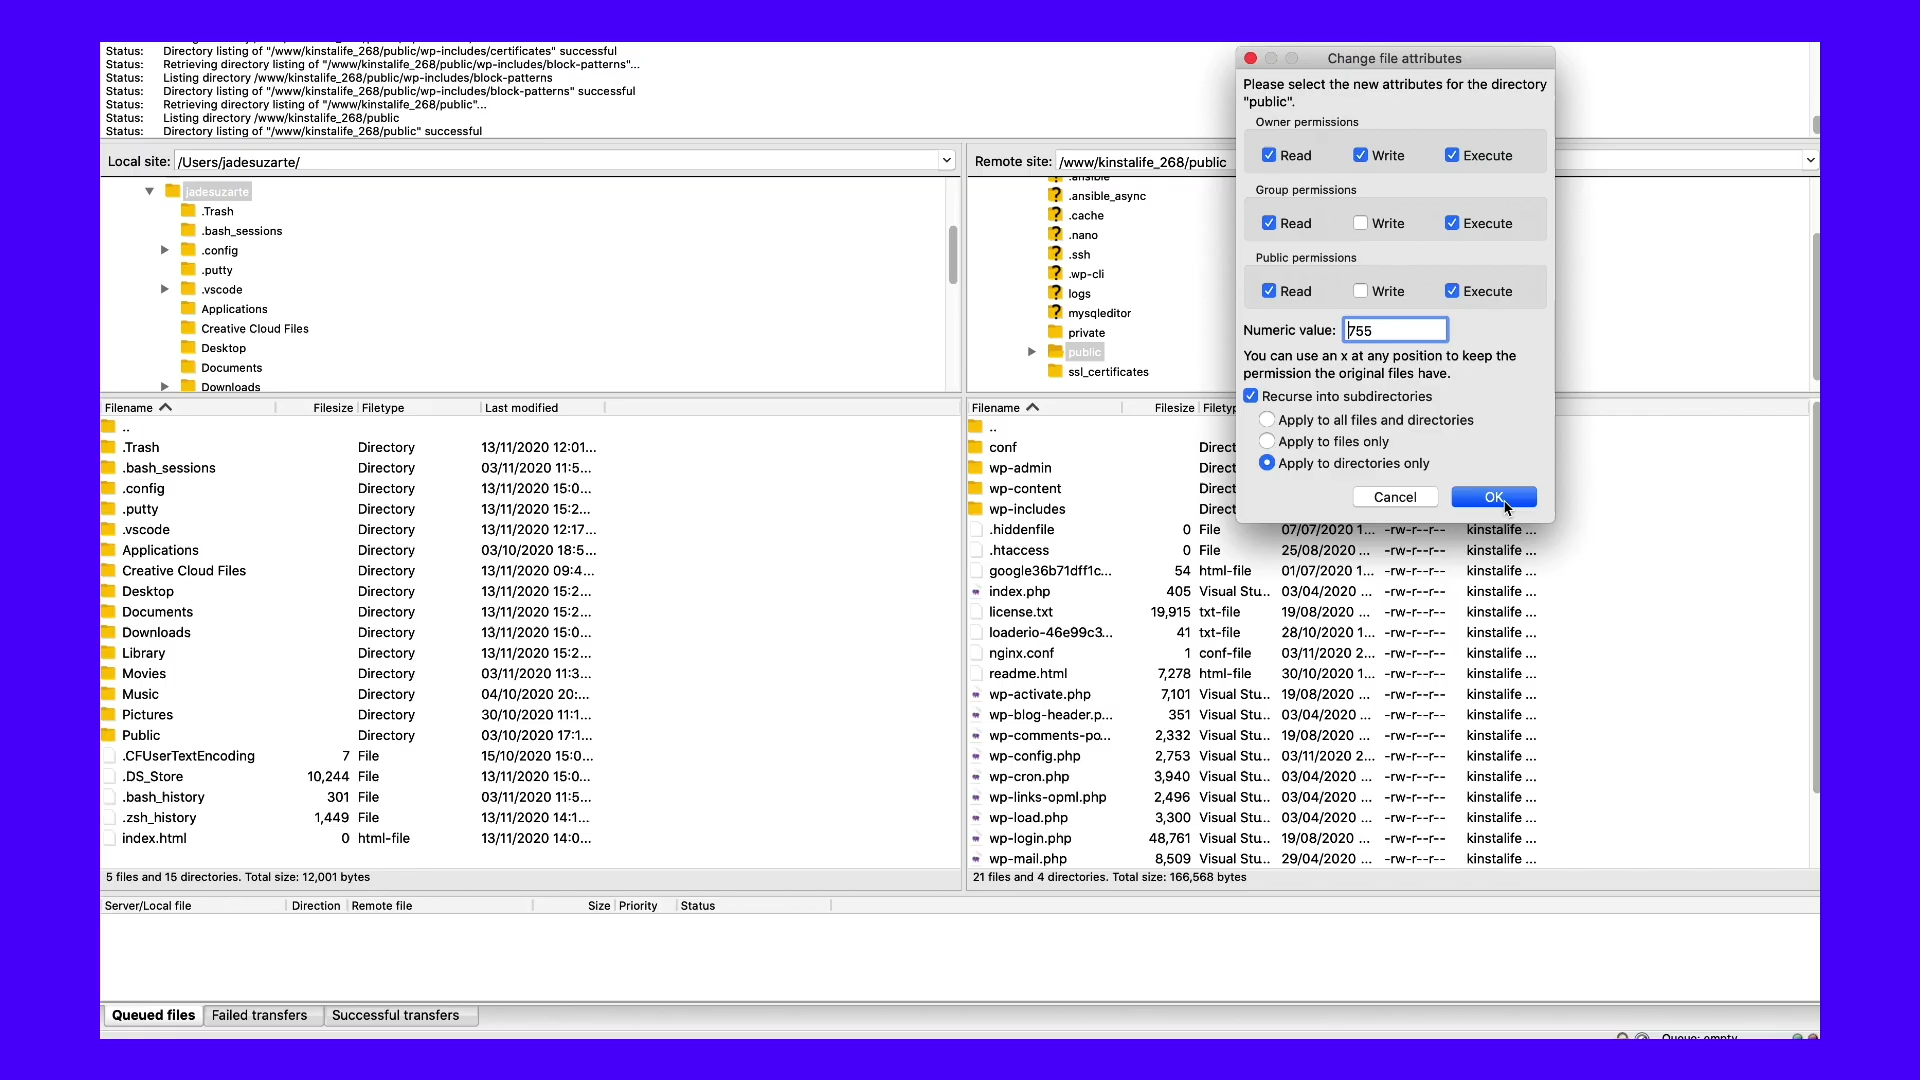 Status: Directory listing of "/www/kinstalife_268/public/wp-includes/certificates" successful
Status: Retrieving directory listing of "/www/kinstalife_268/public/wp-includes/block-patterns"...
Status: Listing directory /www/kinstalife_268/public/wp-includes/block-patterns
Status: Directory listing of "/www/kinstalife_268/public/wp-includes/block-patterns" successful
Status: Retrieving directory listing of "/www/kinstalife_268/public"...
Status: Listing directory /www/kinstalife_268/public
Status: Directory listing of "/www/kinstalife_268/public" successful
Local site: /Users/jadesuzarte/
jadesuzarte
.Trash
.bash_sessions
.config
.putty
.vscode
Applications
Creative Cloud Files
Desktop
Documents
Downloads
Filename Filesize Filetype Last modified
..
.Trash Directory 13/11/2020 12:01...
.bash_sessions Directory 03/11/2020 11:5...
.config Directory 13/11/2020 15:0...
.putty Directory 13/11/2020 15:2...
.vscode Directory 13/11/2020 12:17...
Applications Directory 03/10/2020 18:5...
Creative Cloud Files Directory 13/11/2020 09:4...
Desktop Directory 13/11/2020 15:2...
Documents Directory 13/11/2020 15:2...
Downloads Directory 13/11/2020 15:0...
Library Directory 13/11/2020 15:2...
Movies Directory 03/11/2020 11:3...
Music Directory 04/10/2020 20:...
Pictures Directory 30/10/2020 11:1...
Public Directory 03/10/2020 17:1...
.CFUserTextEncoding 7 File 15/10/2020 15:0...
.DS_Store 10,244 File 13/11/2020 15:0...
.bash_history 301 File 03/11/2020 11:5...
.zsh_history 1,449 File 13/11/2020 14:1...
index.html 0 html-file 13/11/2020 14:0...
5 files and 15 directories. Total size: 12,001 bytes
Remote site: /www/kinstalife_268/public
.ansible
.ansible_async
.cache
.nano
.ssh
.wp-cli
logs
mysqleditor
private
public
ssl_certificates
Filename Filesize Filetyp
..
conf Direct
wp-admin Direct
wp-content Direct
wp-includes Direct
.hiddenfile 0 File 07/07/2020 1... -rw-r--r-- kinstalife ...
.htaccess 0 File 25/08/2020 ... -rw-r--r-- kinstalife ...
google36b71dff1c... 54 html-file 01/07/2020 1... -rw-r--r-- kinstalife ...
index.php 405 Visual Stu... 03/04/2020 ... -rw-r--r-- kinstalife ...
license.txt 19,915 txt-file 19/08/2020 ... -rw-r--r-- kinstalife ...
loaderio-46e99c3... 41 txt-file 28/10/2020 1... -rw-r--r-- kinstalife ...
nginx.conf 1 conf-file 03/11/2020 2... -rw-r--r-- kinstalife ...
readme.html 7,278 html-file 30/10/2020 1... -rw-r--r-- kinstalife ...
wp-activate.php 7,101 Visual Stu... 19/08/2020 ... -rw-r--r-- kinstalife ...
wp-blog-header.p... 351 Visual Stu... 03/04/2020 ... -rw-r--r-- kinstalife ...
wp-comments-po... 2,332 Visual Stu... 19/08/2020 ... -rw-r--r-- kinstalife ...
wp-config.php 2,753 Visual Stu... 03/11/2020 2... -rw-r--r-- kinstalife ...
wp-cron.php 3,940 Visual Stu... 03/04/2020 ... -rw-r--r-- kinstalife ...
wp-links-opml.php 2,496 Visual Stu... 03/04/2020 ... -rw-r--r-- kinstalife ...
wp-load.php 3,300 Visual Stu... 03/04/2020 ... -rw-r--r-- kinstalife ...
wp-login.php 48,761 Visual Stu... 19/08/2020 ... -rw-r--r-- kinstalife ...
wp-mail.php 8,509 Visual Stu... 29/04/2020 ... -rw-r--r-- kinstalife ...
21 files and 4 directories. Total size: 166,568 bytes
Change file attributes
Please select the new attributes for the directory
"public".
Owner permissions
Read Write Execute
Group permissions
Read Write Execute
Public permissions
Read Write Execute
Numeric value: 755
You can use an x at any position to keep the
permission the original files have.
Recurse into subdirectories
Apply to all files and directories
Apply to files only
Apply to directories only
Cancel OK
Server/Local file Direction Remote file Size Priority Status
Queued files Failed transfers Successful transfers
Queue: empty